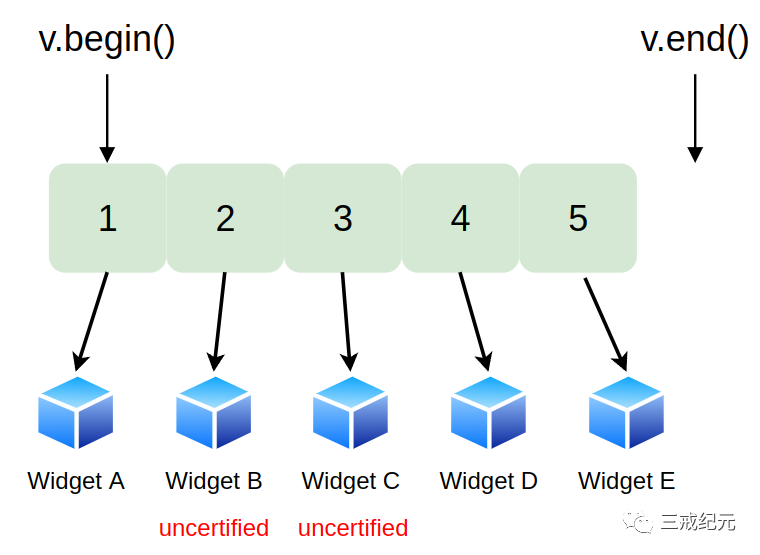 v.begin() v.end()
1 2 3 4 5
Widget A Widget B Widget C Widget D Widget E
uncertified uncertified
三戒纪元